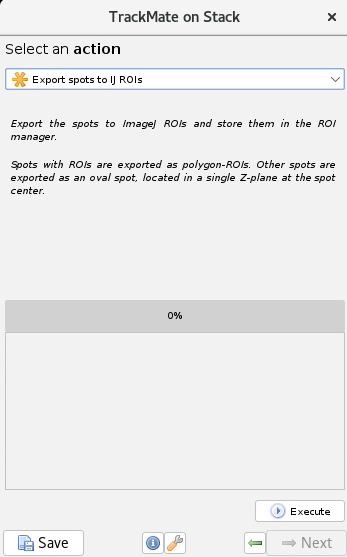 TrackMate on Stack
Select an action
Export spots to IJ ROIs
Export the spots to ImageJ ROIs and store them in the ROI
manager.
Spots with ROIs are exported as polygon-ROIs. Other spots are
exported as an oval spot, located in a single Z-plane at the spot
center.
0%
Execute
Save
Next